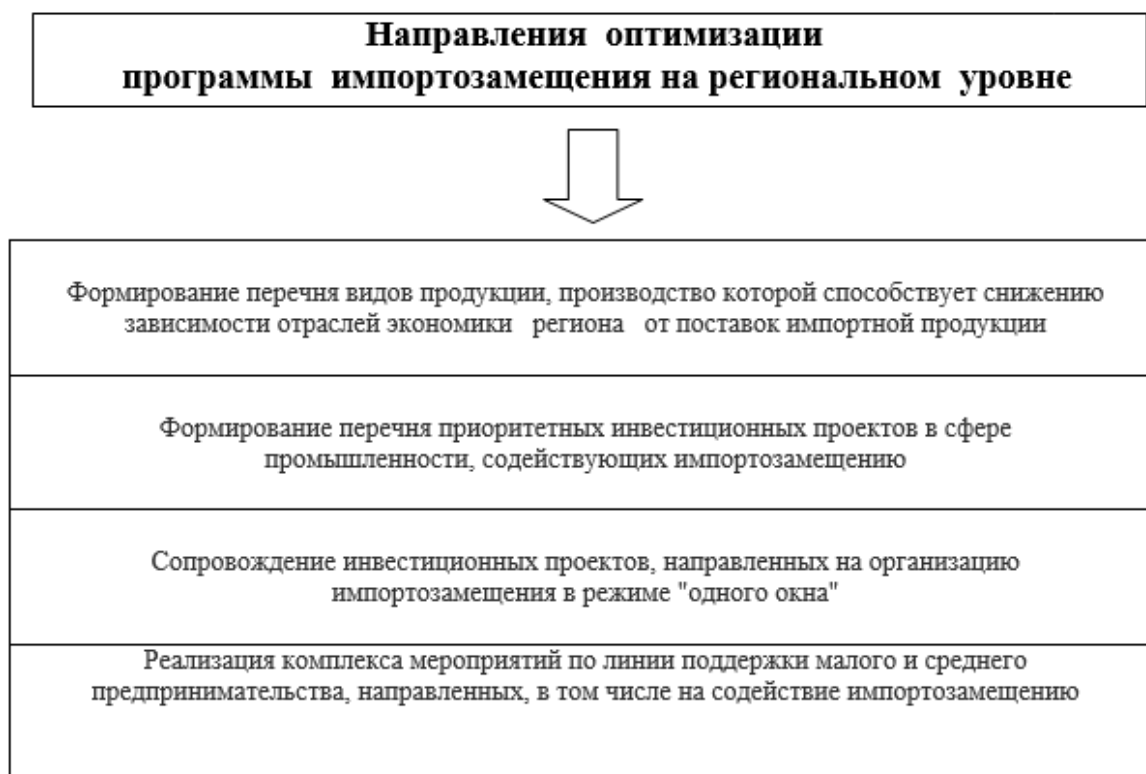 Направления оптимизации
программы импортозамещения на региональном уровне
Формирование перечня видов продукции, производство которой способствует снижению
зависимости отраслей экономики региона от поставок импортной продукции
Формирование перечня приоритетных инвестиционных проектов в сфере
промышленности, содействующих импортозамещению
Сопровождение инвестиционных проектов, направленных на организацию
импортозамещения в режиме "одного окна"
Реализация комплекса мероприятий по линии поддержки малого и среднего
предпринимательства, направленных, в том числе на содействие импортозамещению